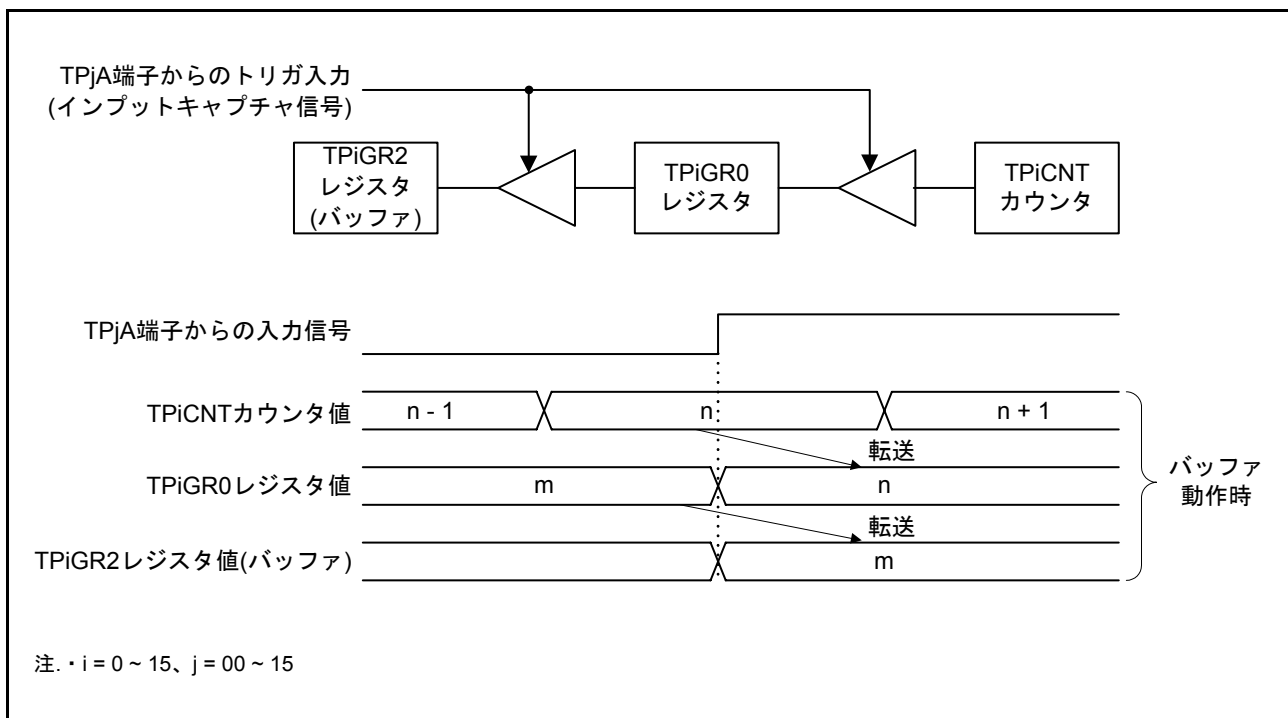 TPjA端子からのトリガ入力
(インプットキャプチャ信号)
TPiGR2
レジスタ
(バッファ)
TPiGR0
レジスタ
TPiCNT
カウンタ
TPjA端子からの入力信号
TPiCNTカウンタ値
n - 1
n
n + 1
転送
TPiGR0レジスタ値
m
n
転送
TPiGR2レジスタ値(バッファ)
m
バッファ
動作時
注.・i = 0 ~ 15、j = 00 ~ 15